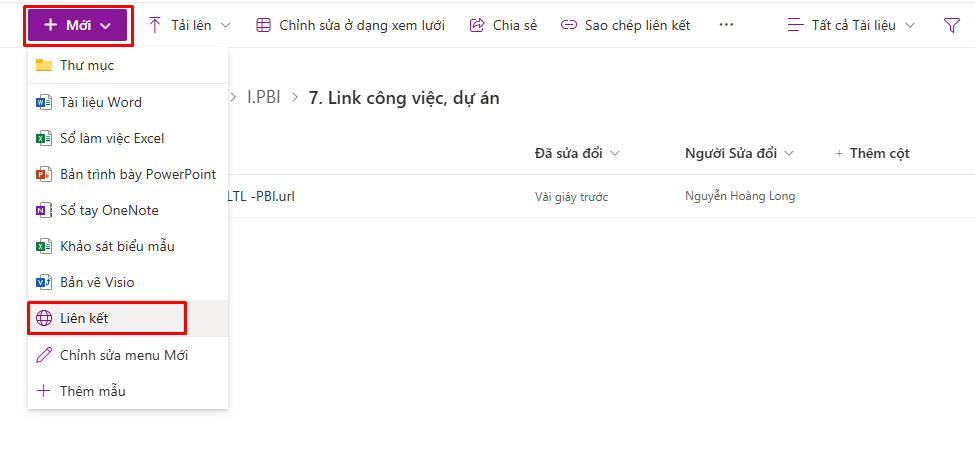 Mới
Tải lên
Chỉnh sửa ở dạng xem lưới
Chia sẻ
Sao chép liên kết
Tất cả Tài liệu
Thư mục
Tài liệu Word
Sổ làm việc Excel
Bản trình bày PowerPoint
Sổ tay OneNote
Khảo sát biểu mẫu
Bản vẽ Visio
Liên kết
Chỉnh sửa menu Mới
Thêm mẫu
I.PBI > 7. Link công việc, dự án
Đã sửa đổi
Người Sửa đổi
+ Thêm cột
LTL -PBI.url
Vài giây trước
Nguyễn Hoàng Long